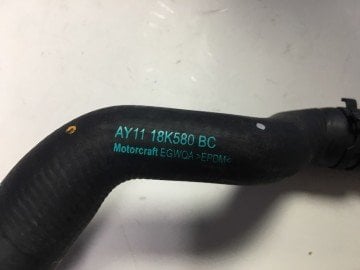 AY11 18K580 BC
Motorcraft EGWQA >EPDM<